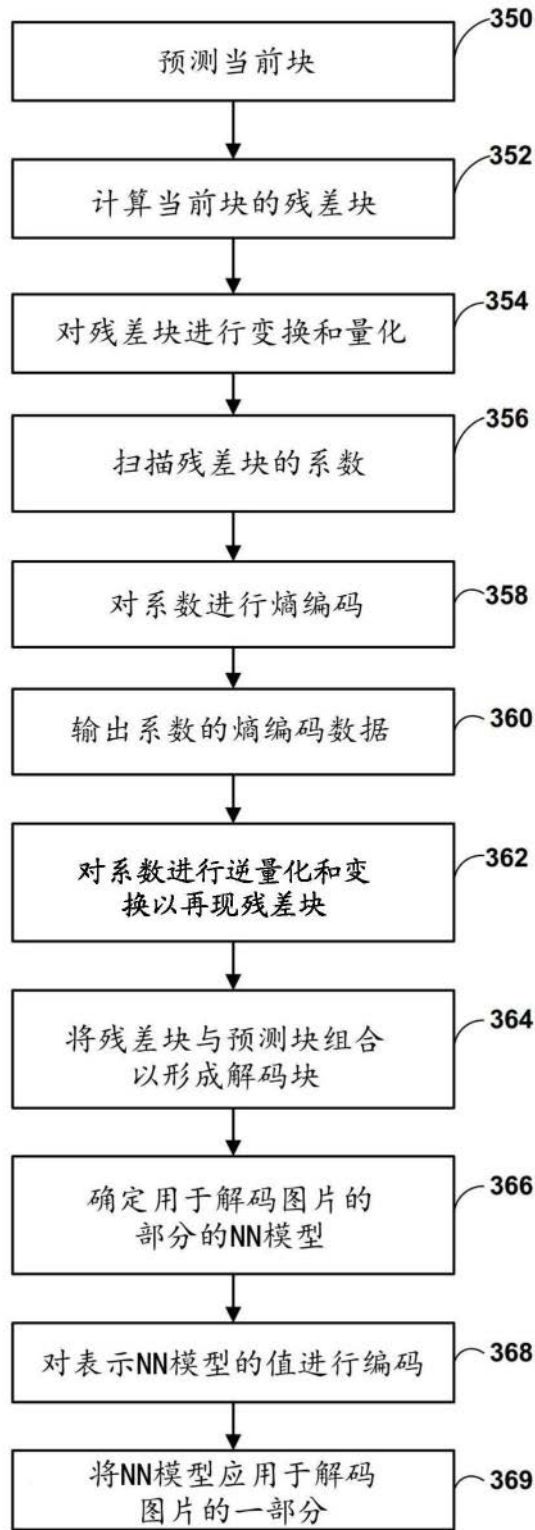 350
预测当前块
352
计算当前块的残差块
354
对残差块进行变换和量化
356
扫描残差块的系数
358
对系数进行熵编码
360
输出系数的熵编码数据
362
对系数进行逆量化和变
换以再现残差块
364
将残差块与预测块组合
以形成解码块
366
确定用于解码图片的
部分的NN模型
368
对表示NN模型的值进行编码
369
将NN模型应用于解码
图片的一部分